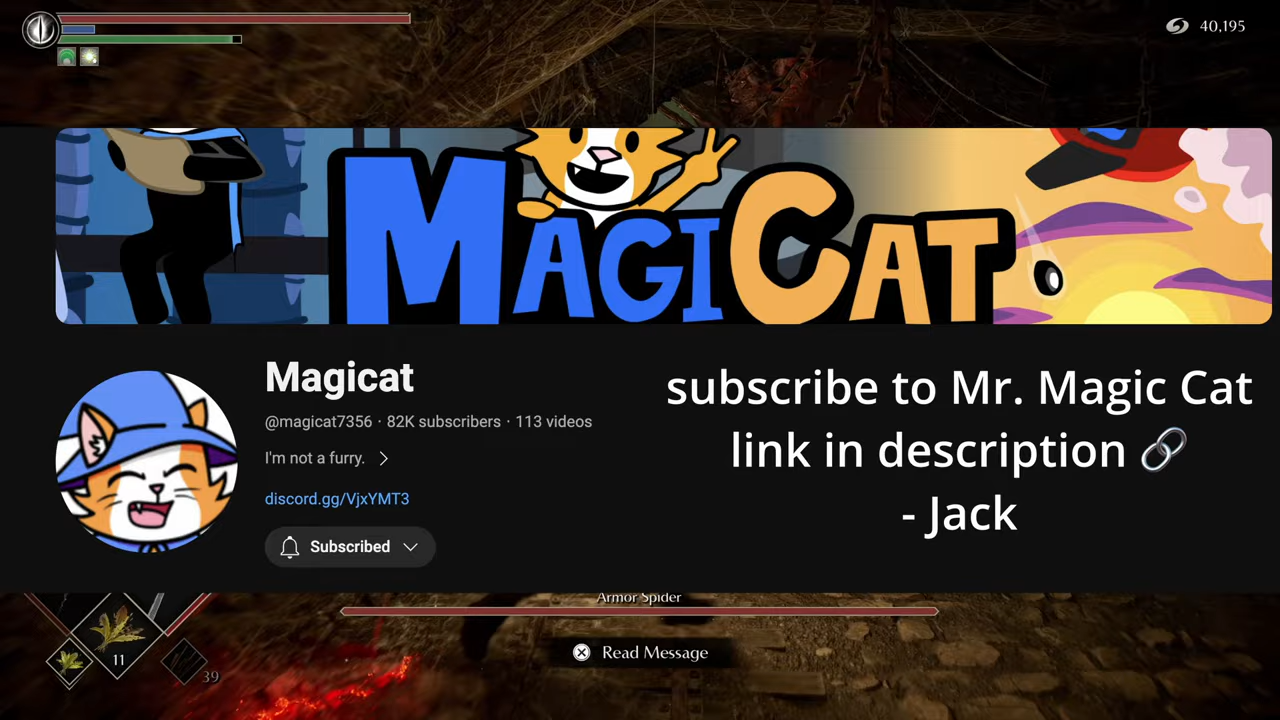 40,195
MAGICAT
Magicat
@magicat7356 · 82K subscribers · 113 videos
I'm not a furry.
discord.gg/VjxYMT3
Subscribed
subscribe to Mr. Magic Cat
link in description 🔗
- Jack
Armor Spider
Read Message
11
39